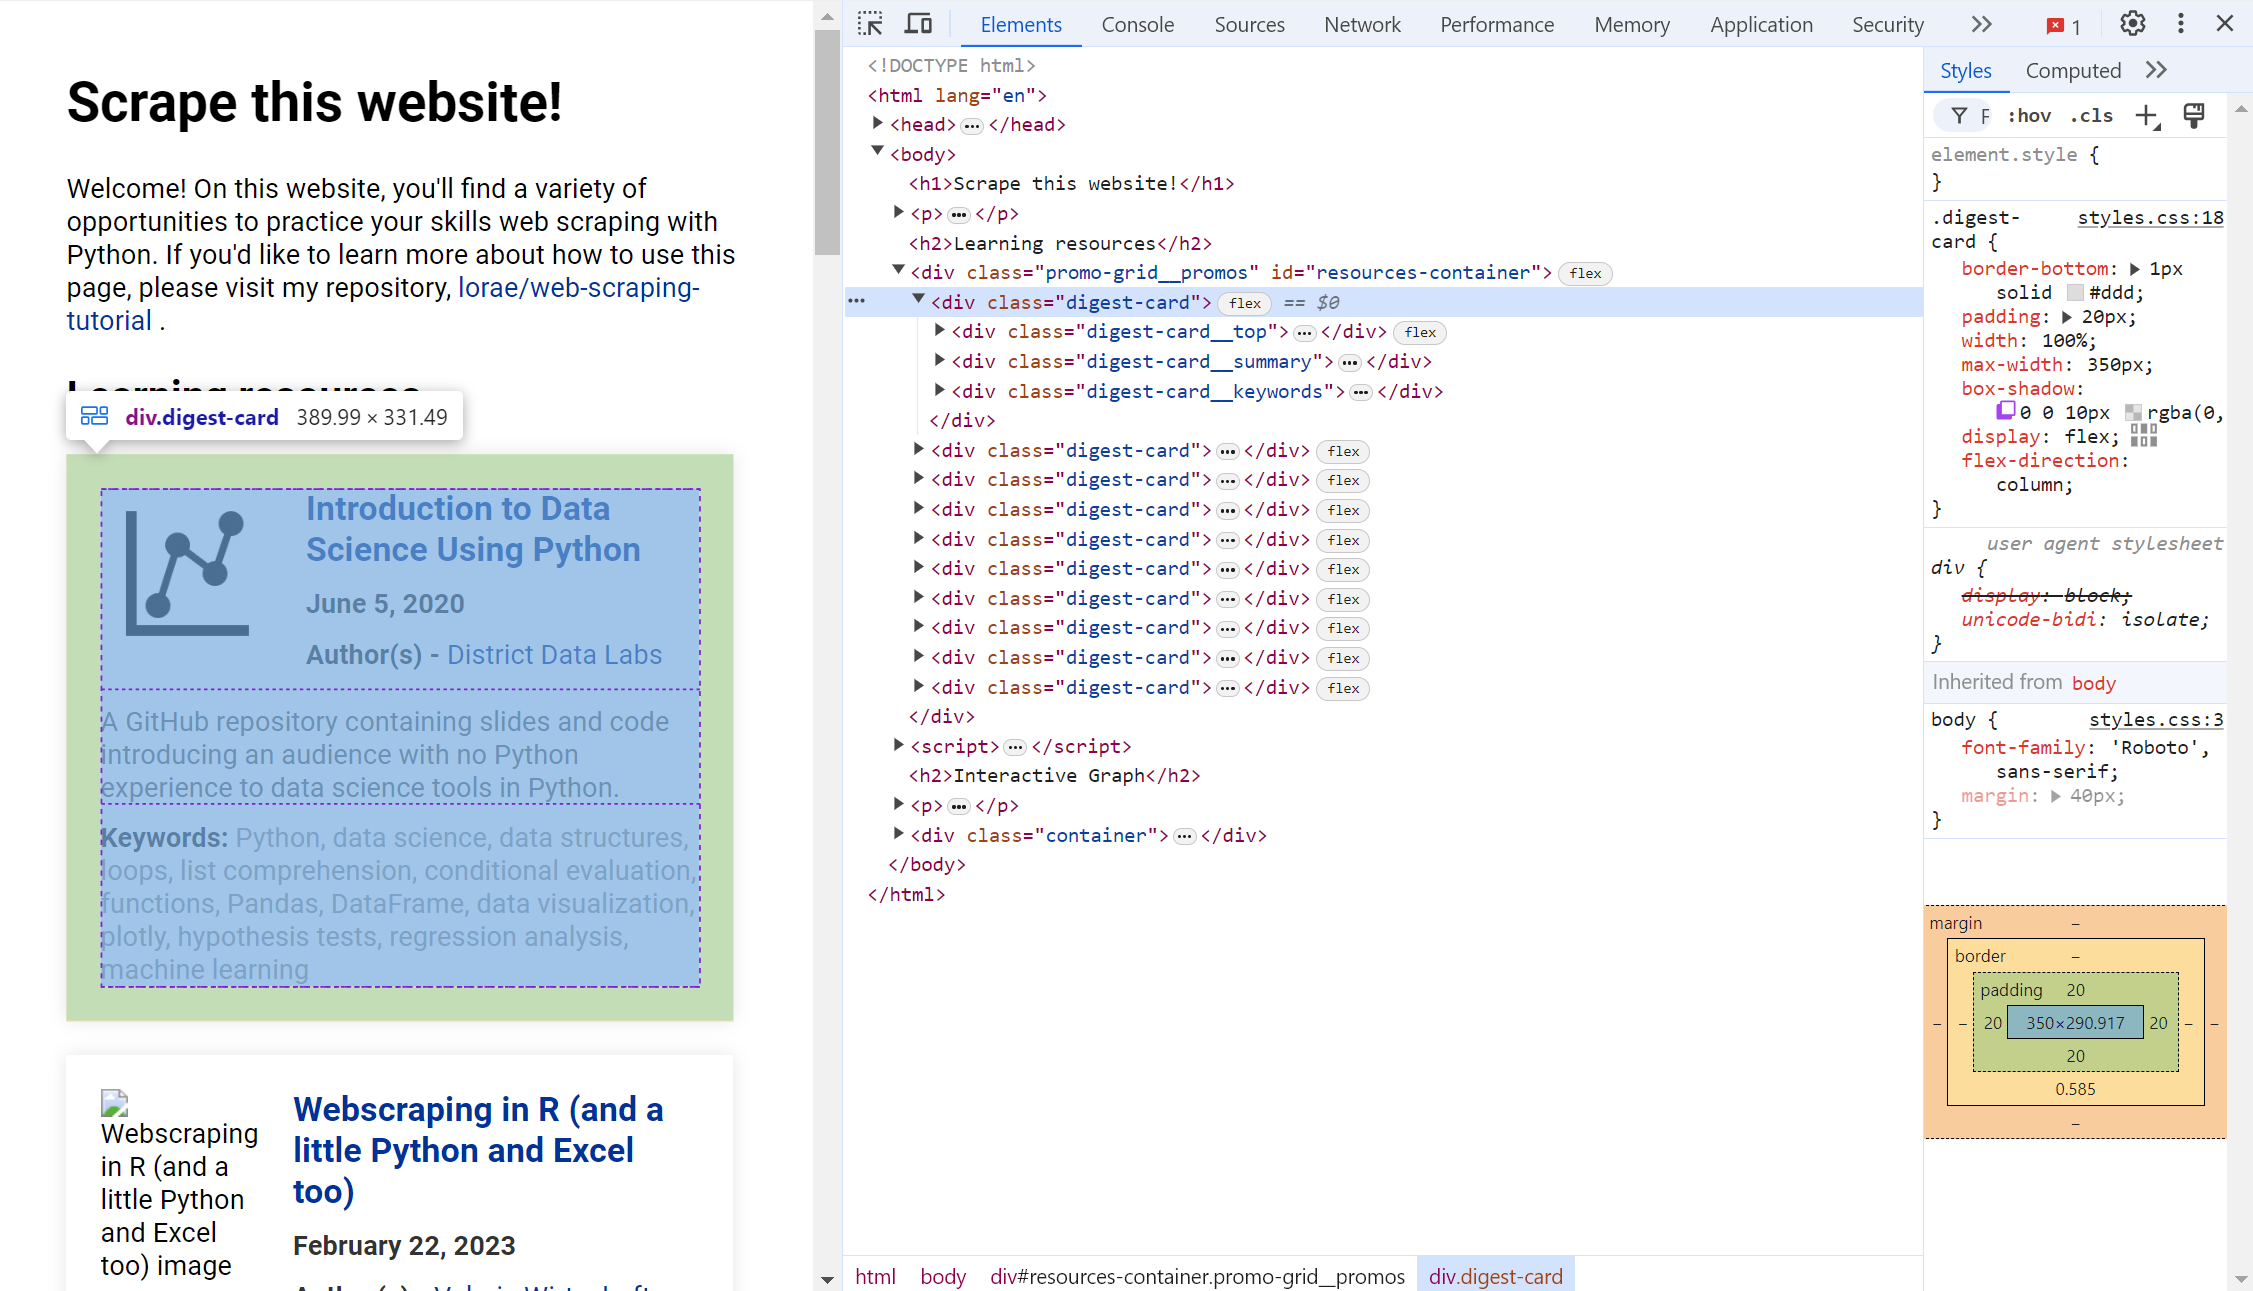 Scrape this website!
Welcome! On this website, you'll find a variety of
opportunities to practice your skills web scraping with
Python. If you'd like to learn more about how to use this
page, please visit my repository, lorae/web-scraping-
tutorial .
Learning resources
div.digest-card 389.99 × 331.49
Introduction to Data
Science Using Python
June 5, 2020
Author(s) - District Data Labs
A GitHub repository containing slides and code
introducing an audience with no Python
experience to data science tools in Python.
Keywords: Python, data science, data structures,
loops, list comprehension, conditional evaluation,
functions, Pandas, DataFrame, data visualization,
plotly, hypothesis tests, regression analysis,
machine learning
Webscraping
in R (and a
little Python
and Excel
too) image
Webscraping in R (and a
little Python and Excel
too)
February 22, 2023
Elements Console Sources Network Performance Memory Application Security 1
<!DOCTYPE html>
<html lang="en">
<head> ••• </head>
<body>
<h1>Scrape this website!</h1>
<p> ••• </p>
<h2>Learning resources</h2>
<div class="promo-grid__promos" id="resources-container"> flex
••• <div class="digest-card"> flex == $0
<div class="digest-card__top"> ••• </div> flex
<div class="digest-card__summary"> ••• </div>
<div class="digest-card__keywords"> ••• </div>
</div>
<div class="digest-card"> ••• </div> flex
<div class="digest-card"> ••• </div> flex
<div class="digest-card"> ••• </div> flex
<div class="digest-card"> ••• </div> flex
<div class="digest-card"> ••• </div> flex
<div class="digest-card"> ••• </div> flex
<div class="digest-card"> ••• </div> flex
<div class="digest-card"> ••• </div> flex
<div class="digest-card"> ••• </div> flex
</div>
<script> ••• </script>
<h2>Interactive Graph</h2>
<p> ••• </p>
<div class="container"> ••• </div>
</body>
</html>
html body div#resources-container.promo-grid__promos div.digest-card
Styles Computed
F :hov .cls
element.style {
}
.digest- styles.css:18
card {
border-bottom: 1px
solid #ddd;
padding: 20px;
width: 100%;
max-width: 350px;
box-shadow:
0 0 10px rgba(0,
display: flex;
flex-direction:
column;
}
user agent stylesheet
div {
display: block;
unicode-bidi: isolate;
}
Inherited from body
body { styles.css:3
font-family: 'Roboto',
sans-serif;
margin: 40px;
}
margin –
border –
padding 20
– – 20 350×290.917 20 – –
20
0.585
–